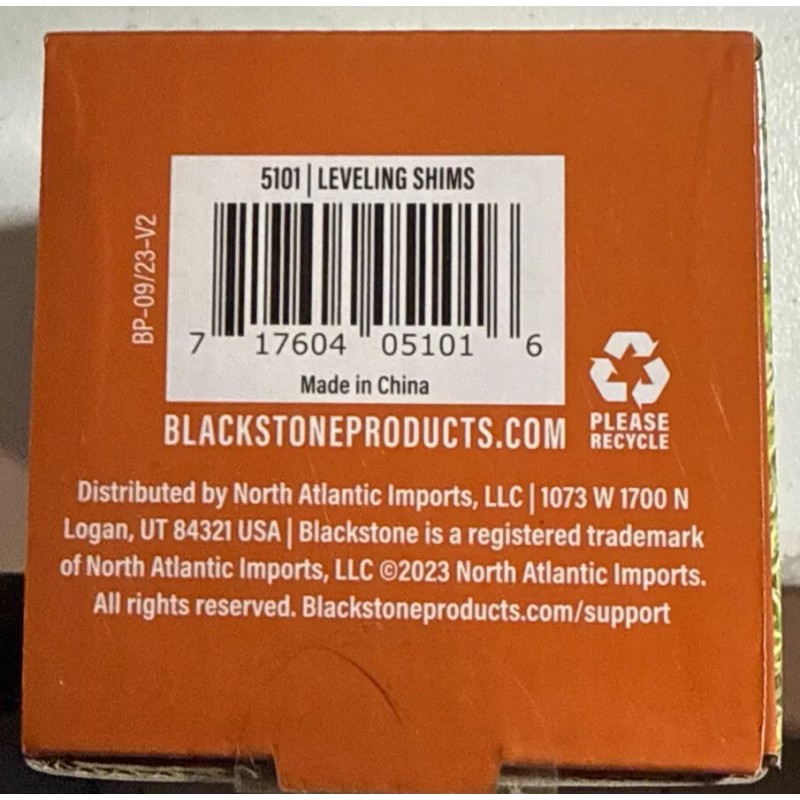 5101 | LEVELING SHIMS
BP-09/23-V2
7 17604 05101 6
Made in China
BLACKSTONEPRODUCTS.COM
PLEASE
RECYCLE
Distributed by North Atlantic Imports, LLC | 1073 W 1700 N
Logan, UT 84321 USA | Blackstone is a registered trademark
of North Atlantic Imports, LLC ©2023 North Atlantic Imports.
All rights reserved. Blackstoneproducts.com/support